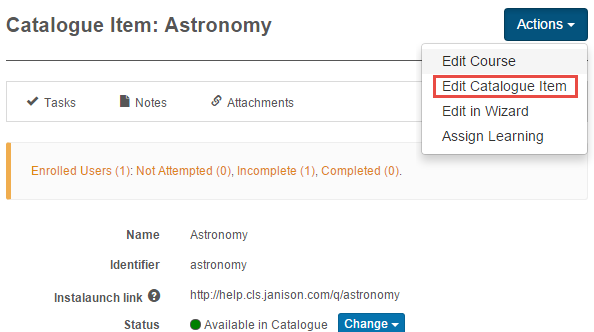 Catalogue Item: Astronomy
Actions
Edit Course
Edit Catalogue Item
Edit in Wizard
Assign Learning
Tasks Notes Attachments
Enrolled Users (1): Not Attempted (0), Incomplete (1), Completed (0).
Name Astronomy
Identifier astronomy
Instalaunch link ? http://help.cls.janison.com/q/astronomy
Status Available in Catalogue Change